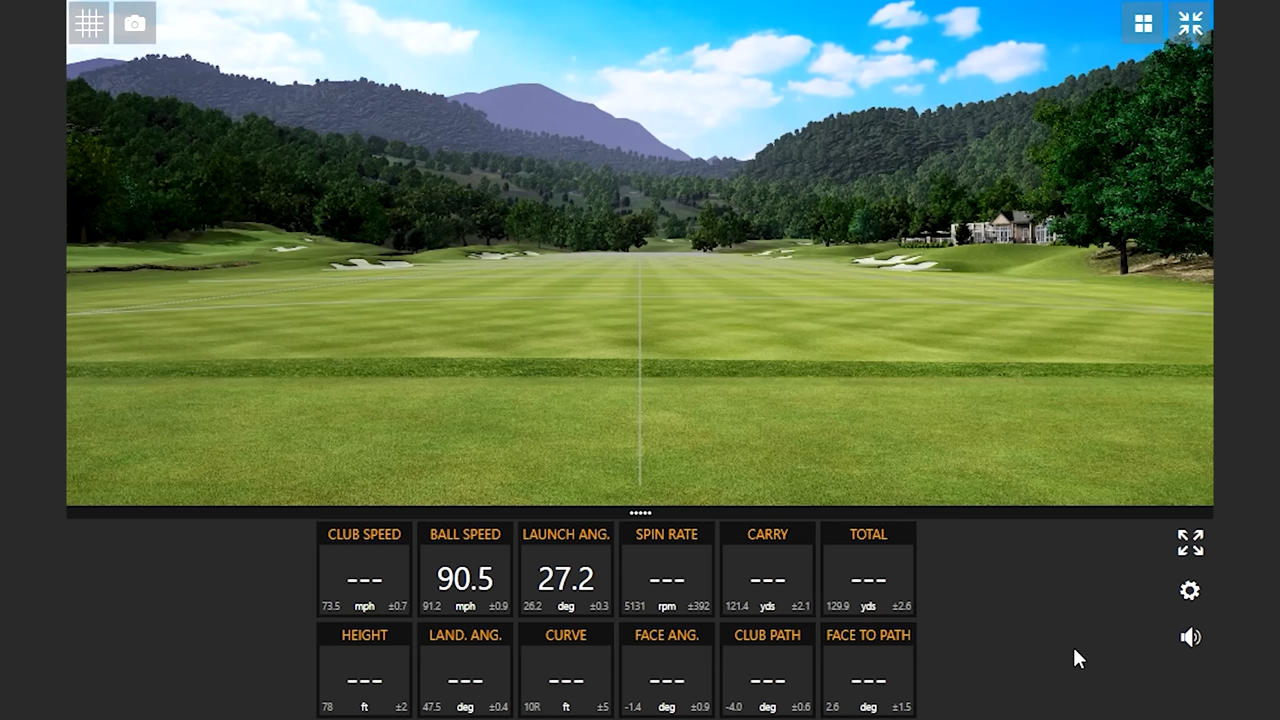 CLUB SPEED BALL SPEED LAUNCH ANG. SPIN RATE CARRY TOTAL
--- 90.5 27.2 --- --- ---
73.5 mph ±0.7 91.2 mph ±0.9 26.2 deg ±0.3 5131 rpm ±392 121.4 yds ±2.1 129.9 yds ±2.6
HEIGHT LAND. ANG. CURVE FACE ANG. CLUB PATH FACE TO PATH
--- --- --- --- --- ---
78 ft ±2 47.5 deg ±0.4 10R ft ±5 -1.4 deg ±0.9 -4.0 deg ±0.6 2.6 deg ±1.5